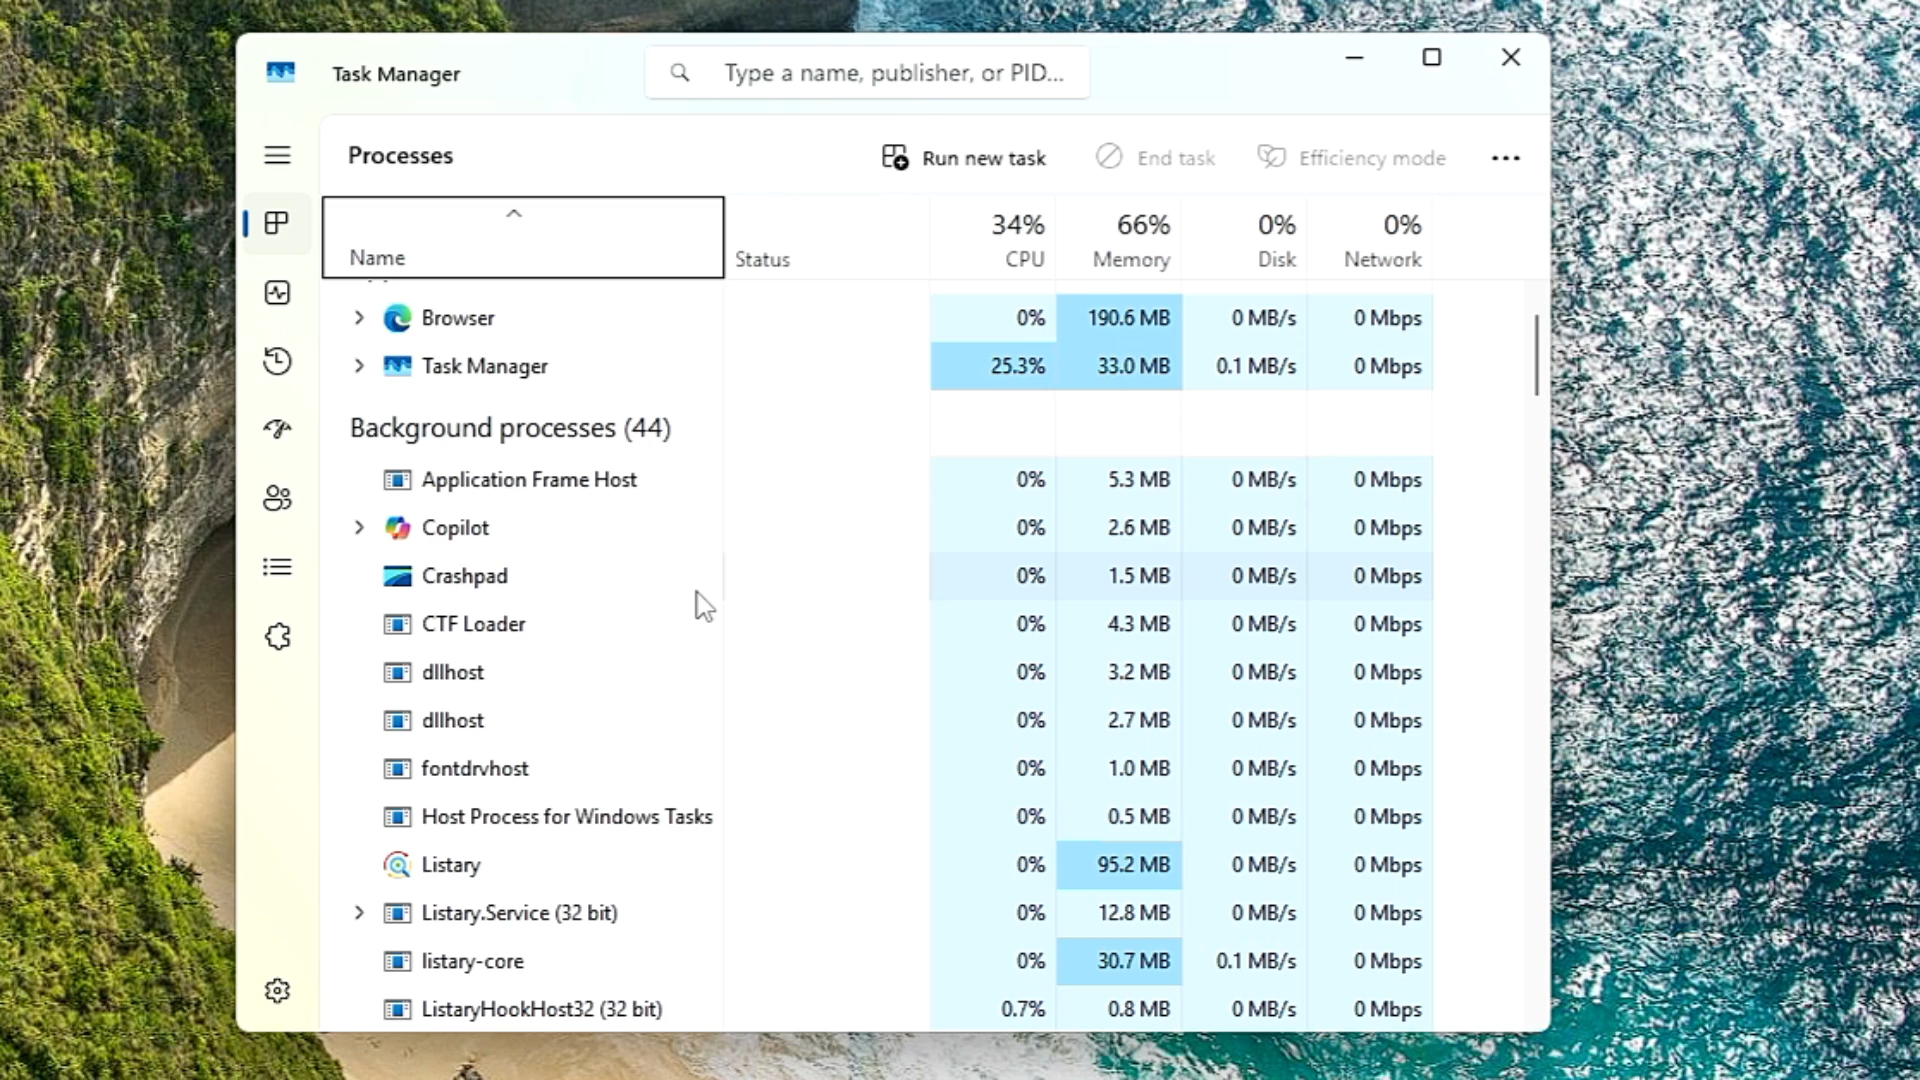 Task Manager
Type a name, publisher, or PID...
Processes
Run new task
End task
Efficiency mode
34% 66% 0% 0%
Name Status CPU Memory Disk Network
Browser 0% 190.6 MB 0 MB/s 0 Mbps
Task Manager 25.3% 33.0 MB 0.1 MB/s 0 Mbps
Background processes (44)
Application Frame Host 0% 5.3 MB 0 MB/s 0 Mbps
Copilot 0% 2.6 MB 0 MB/s 0 Mbps
Crashpad 0% 1.5 MB 0 MB/s 0 Mbps
CTF Loader 0% 4.3 MB 0 MB/s 0 Mbps
dllhost 0% 3.2 MB 0 MB/s 0 Mbps
dllhost 0% 2.7 MB 0 MB/s 0 Mbps
fontdrvhost 0% 1.0 MB 0 MB/s 0 Mbps
Host Process for Windows Tasks 0% 0.5 MB 0 MB/s 0 Mbps
Listary 0% 95.2 MB 0 MB/s 0 Mbps
Listary.Service (32 bit) 0% 12.8 MB 0 MB/s 0 Mbps
listary-core 0% 30.7 MB 0.1 MB/s 0 Mbps
ListaryHookHost32 (32 bit) 0.7% 0.8 MB 0 MB/s 0 Mbps